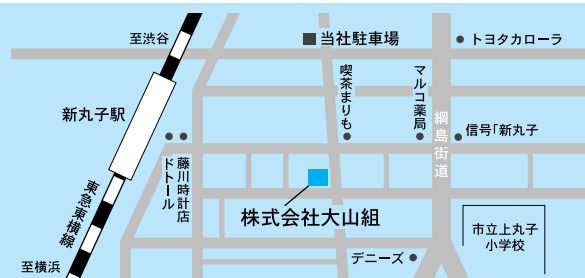 至渋谷
当社駐車場
トヨタカローラ
喫茶まりも
マルコ薬局
新丸子駅
綱島街道
信号「新丸子
藤川時計店
ドトール
東急東横線
株式会社大山組
市立上丸子
小学校
デニーズ
至横浜